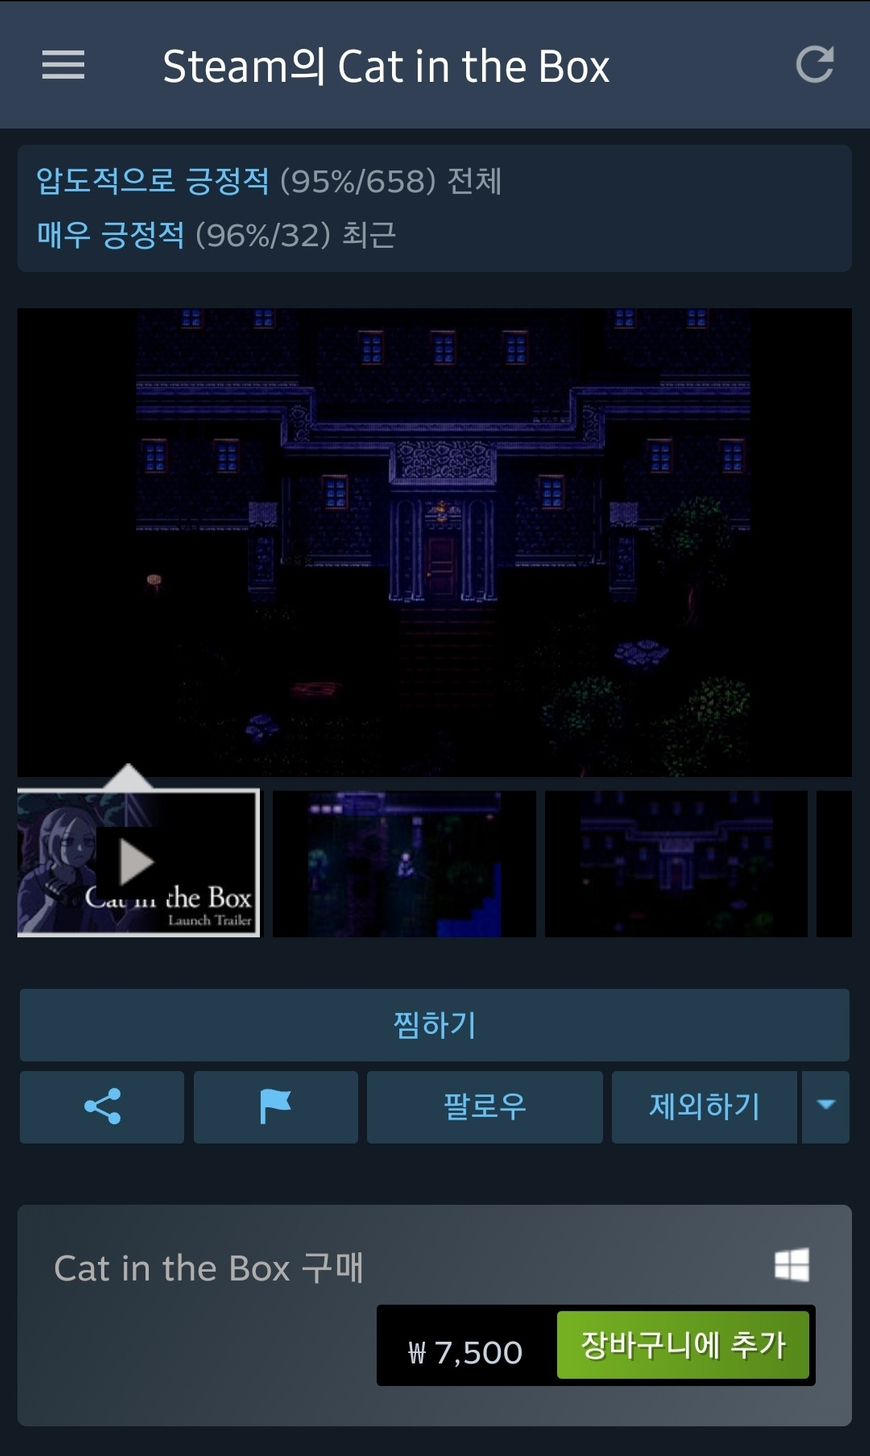 Steam의 Cat in the Box
압도적으로 긍정적 (95%/658) 전체
매우 긍정적 (96%/32) 최근
Cat in the Box
Launch Trailer
찜하기
팔로우
제외하기
Cat in the Box 구매
₩ 7,500
장바구니에 추가